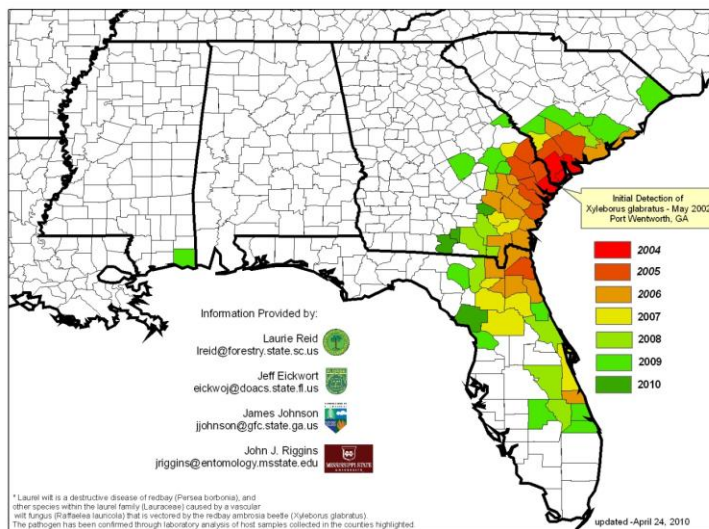 Initial Detection of
Xyleborus glabratus - May 2002
Port Wentworth, GA
2004
2005
2006
2007
2008
2009
2010
Information Provided by:
Laurie Reid
lreid@forestry.state.sc.us
Jeff Eickwort
eickwoj@doacs.state.fl.us
James Johnson
jjohnson@gfc.state.ga.us
John J. Riggins
jriggins@entomology.msstate.edu
MISSISSIPPI STATE
UNIVERSITY
* Laurel wilt is a destructive disease of redbay (Persea borbonia), and
other species within the laurel family (Lauraceae) caused by a vascular
wilt fungus (Raffaelea lauricola) that is vectored by the redbay ambrosia beetle (Xyleborus glabratus).
The pathogen has been confirmed through laboratory analysis of host samples collected in the counties highlighted.
updated -April 24, 2010